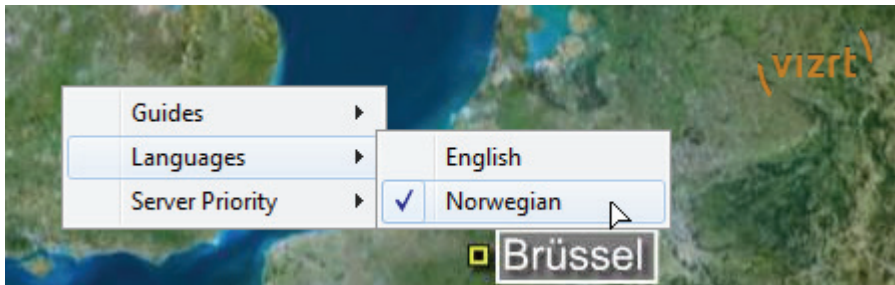 vizrt
Guides
Languages
Server Priority
English
Norwegian
Brüssel